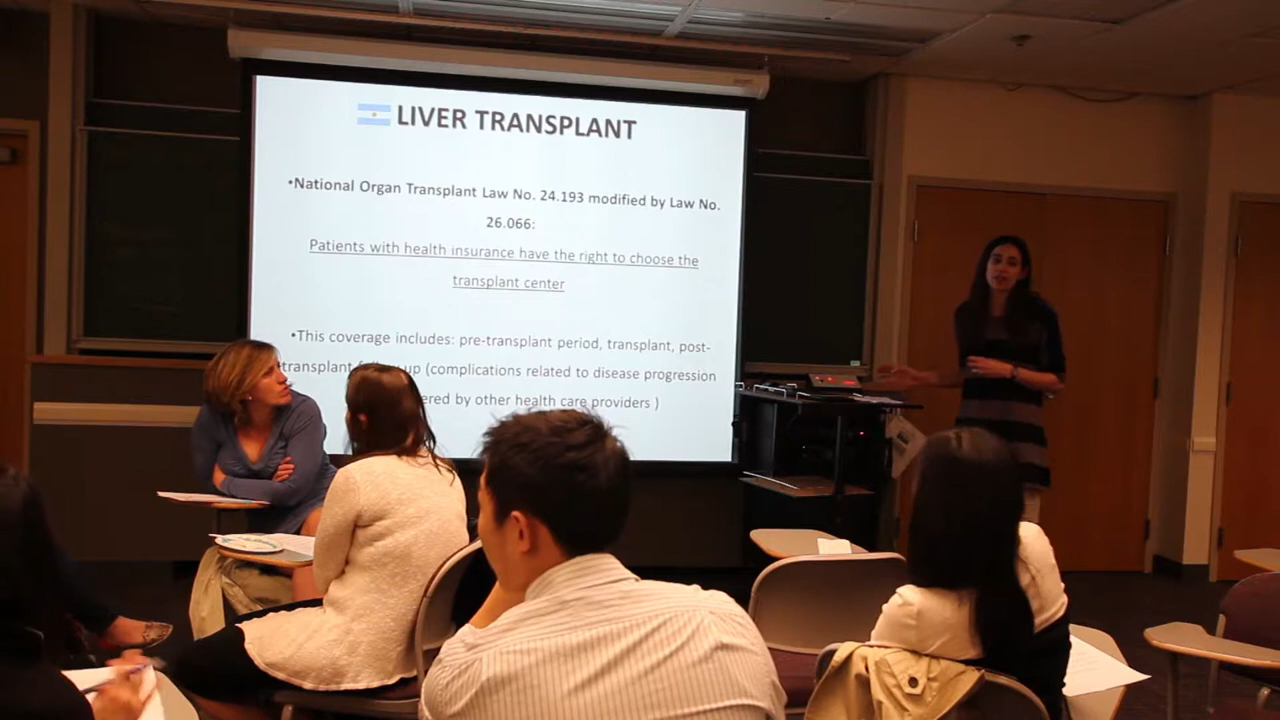 LIVER TRANSPLANT
•National Organ Transplant Law No. 24.193 modified by Law No.
26.066:
Patients with health insurance have the right to choose the
transplant center
•This coverage includes: pre-transplant period, transplant, post-
transplant up (complications related to disease progression
by other health care providers )